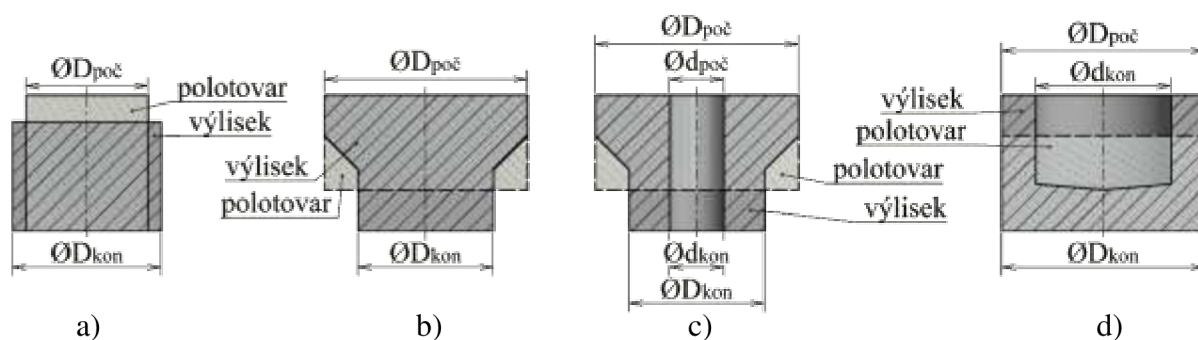 ØDpoč
polotovar
výlisek
ØDkon
a)
ØDpoč
výlisek
polotovar
ØDkon
b)
ØDpoč
Ødpoč
polotovar
výlisek
Ødkon
ØDkon
c)
ØDpoč
Ødkon
výlisek
polotovar
ØDkon
d)